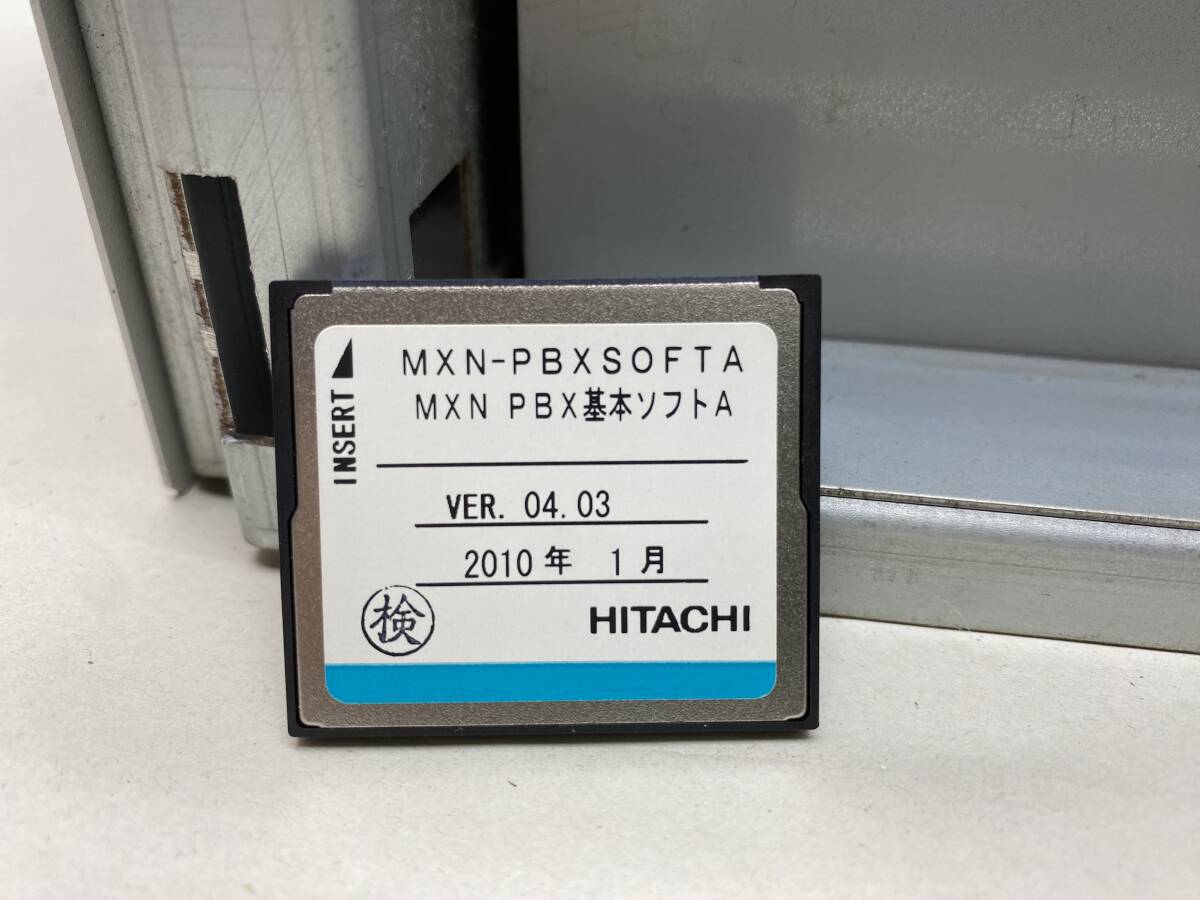 INSERT
MXN-PBXSOFTA
MXN PBX基本ソフトA
VER. 04.03
2010年 1月
検
HITACHI